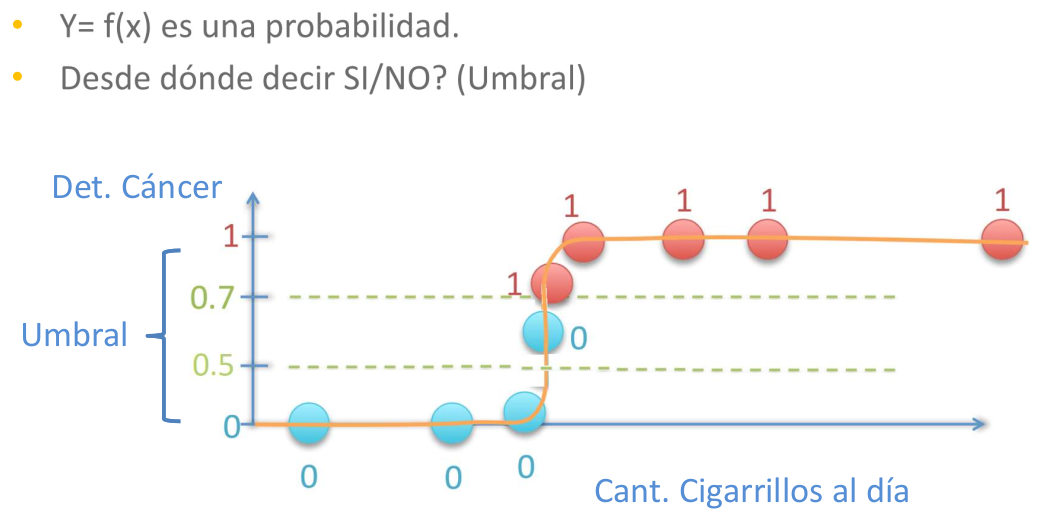 • Y= f(x) es una probabilidad.
• Desde dónde decir SI/NO? (Umbral)
Det. Cáncer
1 1 1 1
1
1
0.7
Umbral
0
0.5
0
0 0 0
Cant. Cigarrillos al día